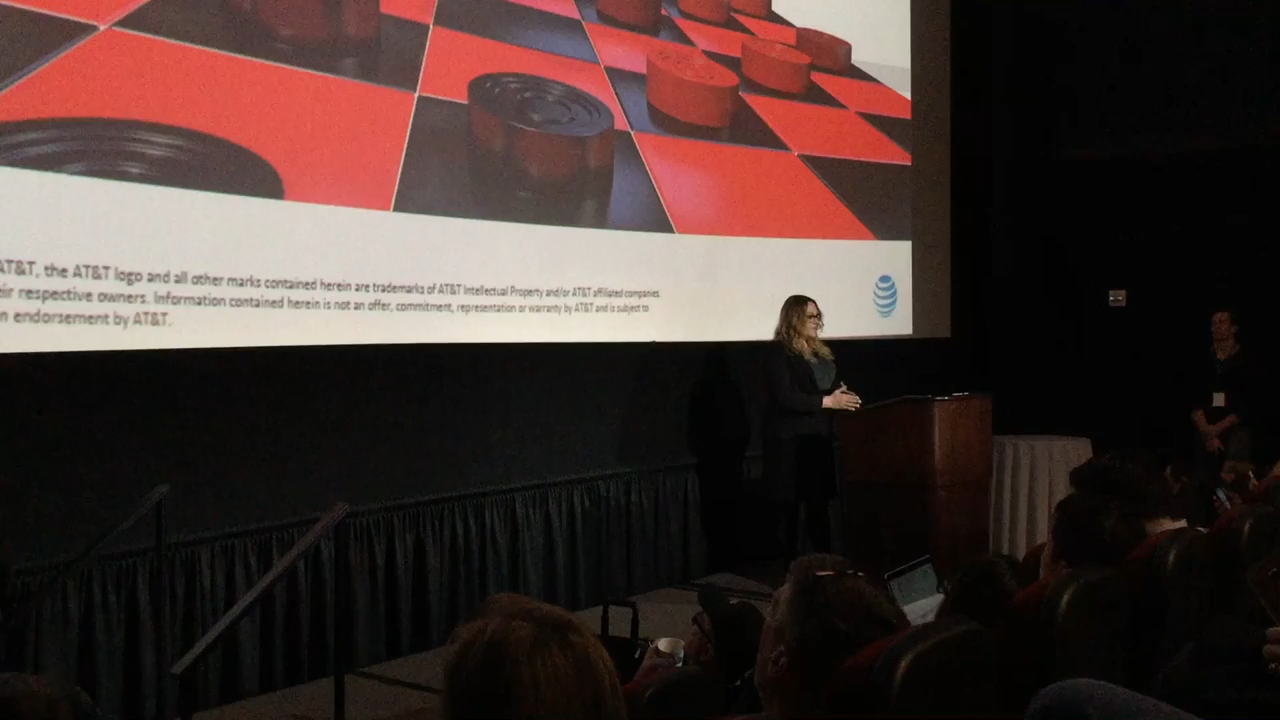 AT&T, the AT&T logo and all other marks contained herein are trademarks of AT&T Intellectual Property and/or AT&T affiliated companies.
eir respective owners. Information contained herein is not an offer, commitment, representation or warranty by AT&T and is subject to
n endorsement by AT&T.